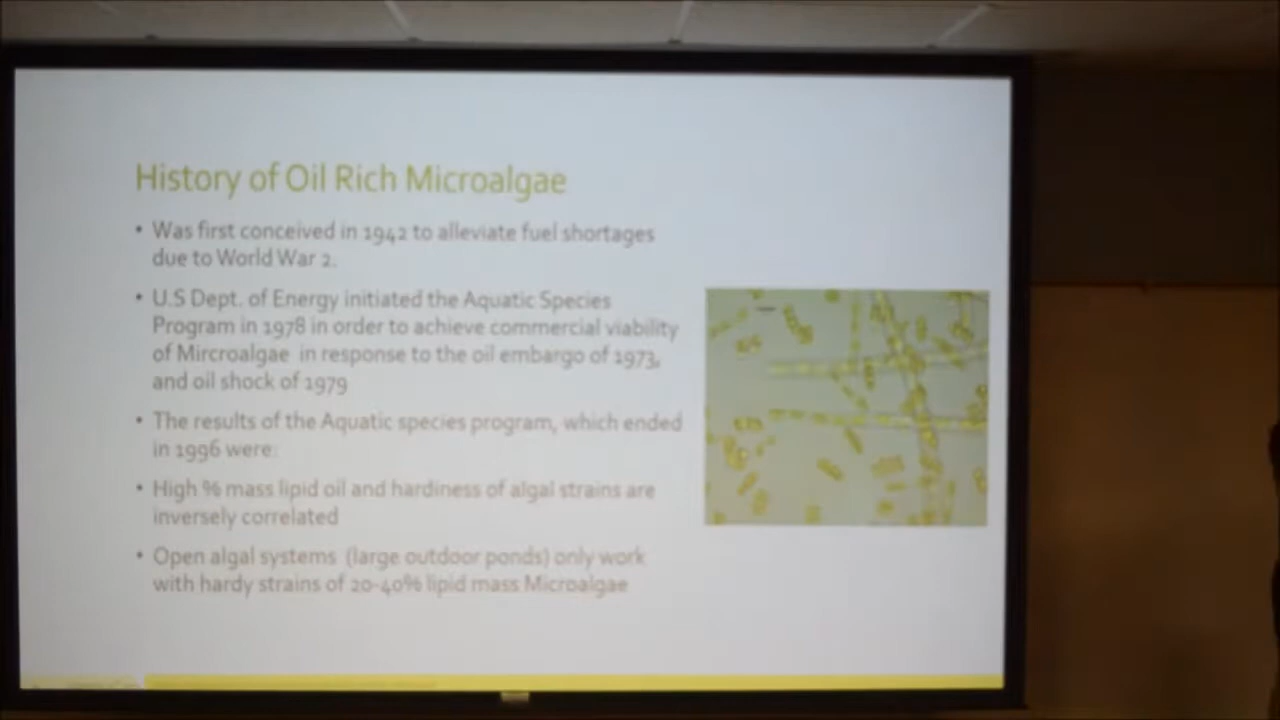 History of Oil Rich Microalgae
• Was first conceived in 1942 to alleviate fuel shortages
due to World War 2.
• U.S Dept. of Energy initiated the Aquatic Species
Program in 1978 in order to achieve commercial viability
of Mircroalgae in response to the oil embargo of 1973,
and oil shock of 1979
• The results of the Aquatic species program, which ended
in 1996 were:
• High % mass lipid oil and hardiness of algal strains are
inversely correlated
• Open algal systems (large outdoor ponds) only work
with hardy strains of 20-40% lipid mass Microalgae